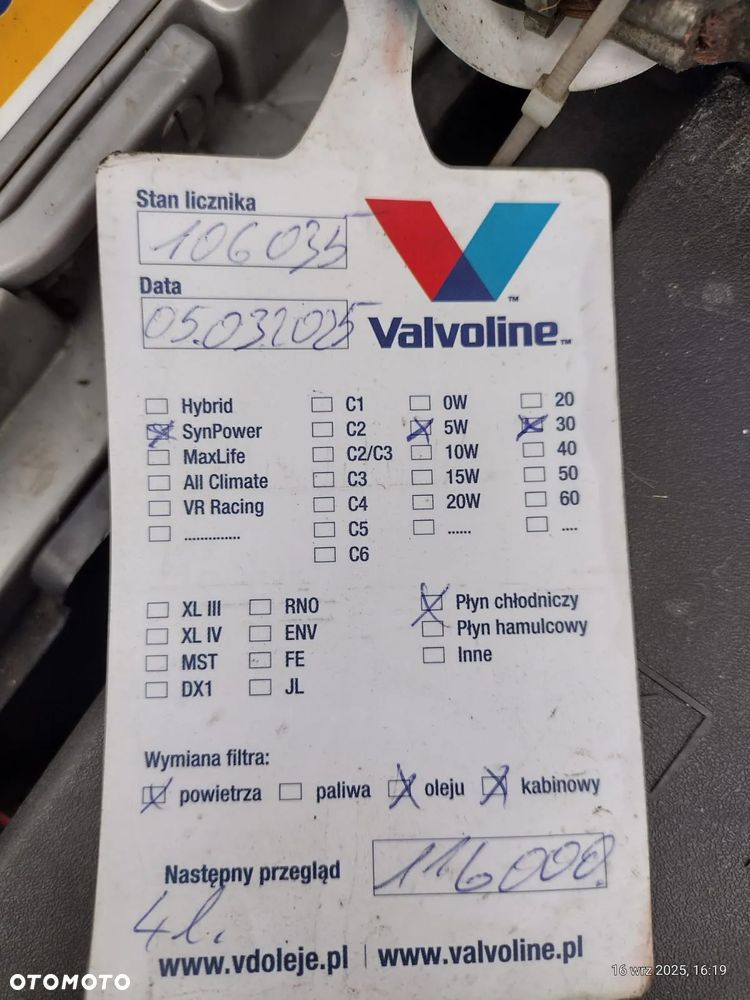 Stan licznika
106035
Data
05.03.2025
Valvoline™
Hybrid
SynPower
MaxLife
All Climate
VR Racing
..............
C1
C2
C2/C3
C3
C4
C5
C6
0W
5W
10W
15W
20W
......
20
30
40
50
60
....
XL III
XL IV
MST
DX1
RNO
ENV
FE
JL
Płyn chłodniczy
Płyn hamulcowy
Inne
Wymiana filtra:
powietrza paliwa oleju kabinowy
Następny przegląd
116000.
4l.
www.vdoleje.pl | www.valvoline.pl
16 wrz 2025, 16:19
OTOMOTO